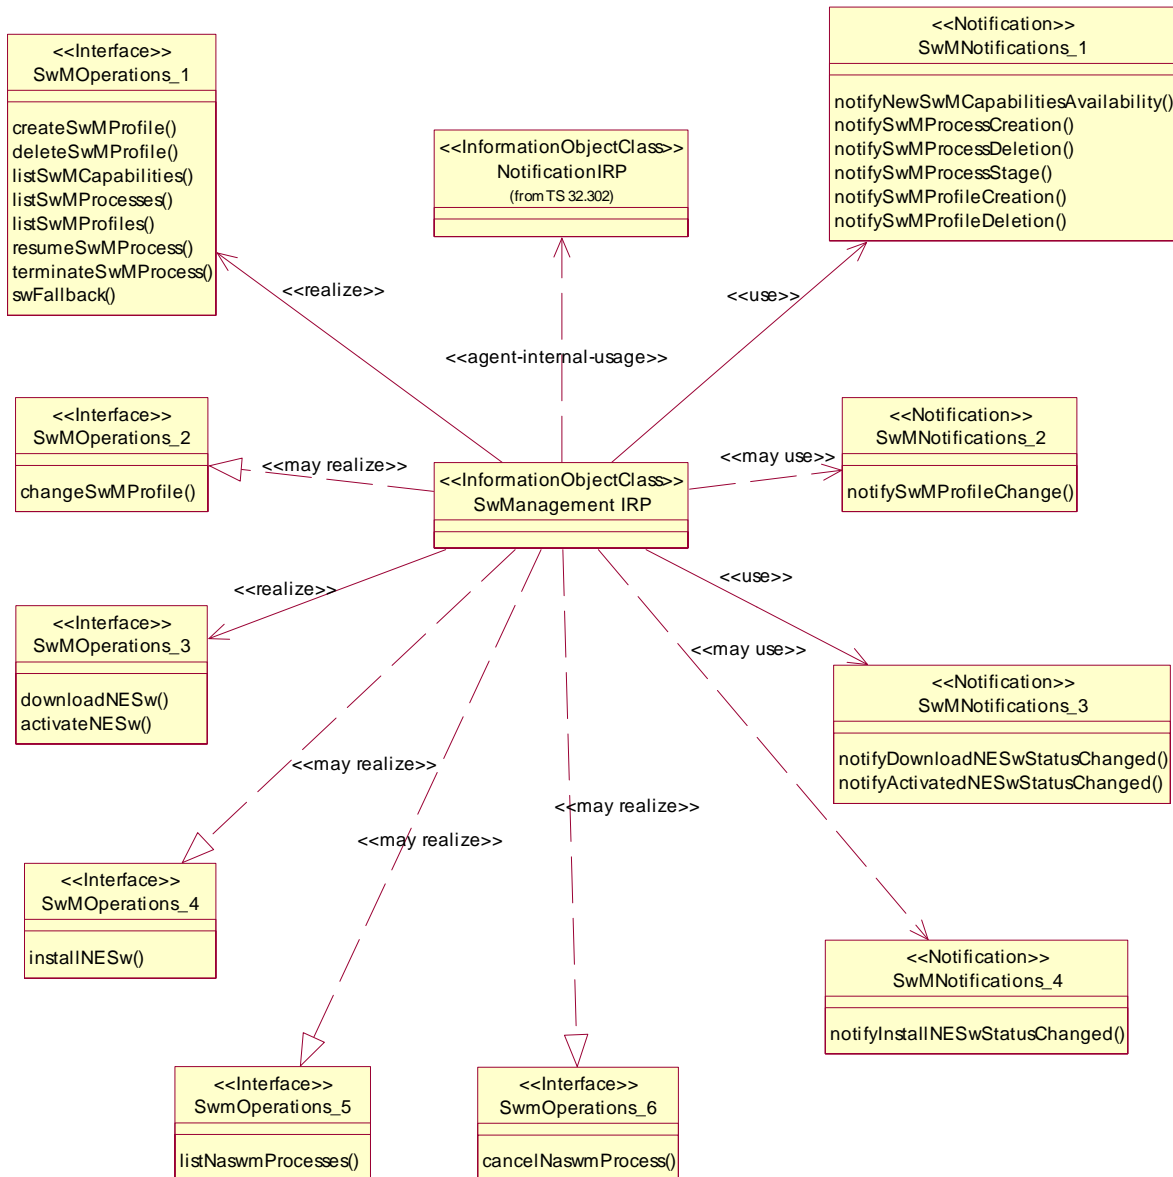 <<Interface>>
SwMOperations_1
createSwMProfile()
deleteSwMProfile()
listSwMCapabilities()
listSwMProcesses()
listSwMProfiles()
resumeSwMProcess()
terminateSwMProcess()
swFallback()
<<InformationObjectClass>>
NotificationIRP
(from TS 32.302)
<<Notification>>
SwMNotifications_1
notifyNewSwMCapabilitiesAvailability()
notifySwMProcessCreation()
notifySwMProcessDeletion()
notifySwMProcessStage()
notifySwMProfileCreation()
notifySwMProfileDeletion()
<<realize>>
<<use>>
<<agent-internal-usage>>
<<Interface>>
SwMOperations_2
changeSwMProfile()
<<may realize>>
<<InformationObjectClass>>
SwManagement IRP
<<may use>>
<<Notification>>
SwMNotifications_2
notifySwMProfileChange()
<<realize>>
<<use>>
<<Interface>>
SwMOperations_3
downloadNESw()
activateNESw()
<<may use>>
<<Notification>>
SwMNotifications_3
notifyDownloadNESwStatusChanged()
notifyActivatedNESwStatusChanged()
<<may realize>>
<<may realize>>
<<may realize>>
<<Interface>>
SwMOperations_4
installNESw()
<<Notification>>
SwMNotifications_4
notifyInstallNESwStatusChanged()
<<Interface>>
SwmOperations_5
listNaswmProcesses()
<<Interface>>
SwmOperations_6
cancelNaswmProcess()